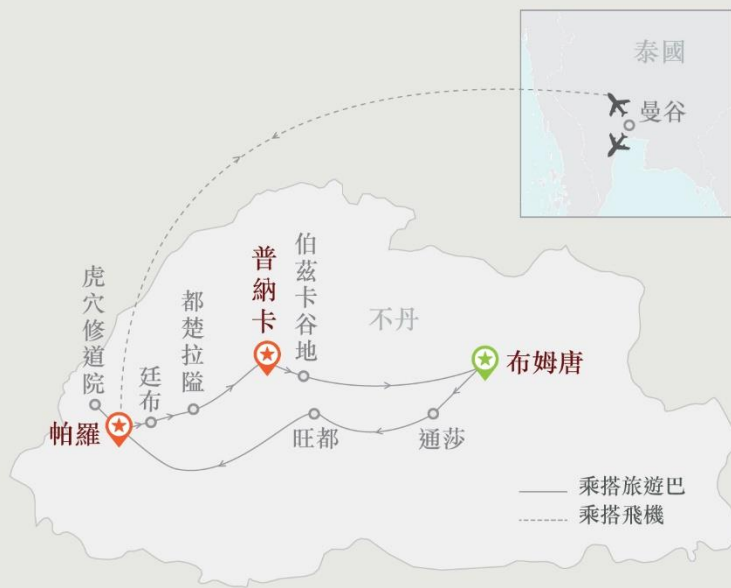 泰國
曼谷
虎穴修道院
都楚拉隘
普納卡
伯茲卡谷地
不丹
布姆唐
廷布
帕羅
旺都
通莎
乘搭旅遊巴
乘搭飛機